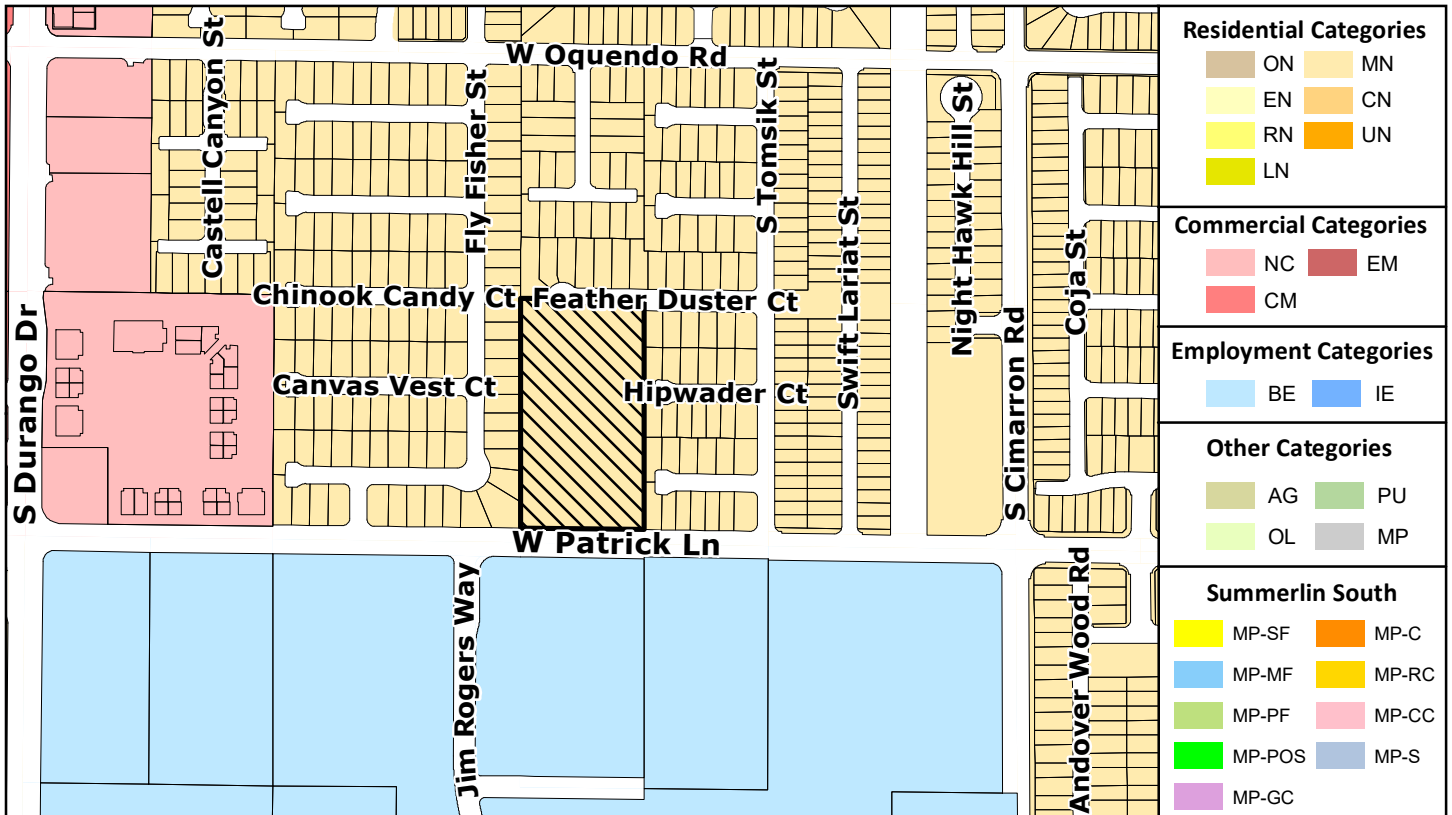 W Oquendo Rd
Castell Canyon St
Fly Fisher St
S Tomsik St
Night Hawk Hill St
Swift Lariat St
Coja St
Chinook Candy Ct
Feather Duster Ct
S Durango Dr
Canvas Vest Ct
Hipwader Ct
S Cimarron Rd
W Patrick Ln
Jim Rogers Way
Andover Wood Rd
Residential Categories
ON MN
EN CN
RN UN
LN
Commercial Categories
NC EM
CM
Employment Categories
BE IE
Other Categories
AG PU
OL MP
Summerlin South
MP-SF MP-C
MP-MF MP-RC
MP-PF MP-CC
MP-POS MP-S
MP-GC